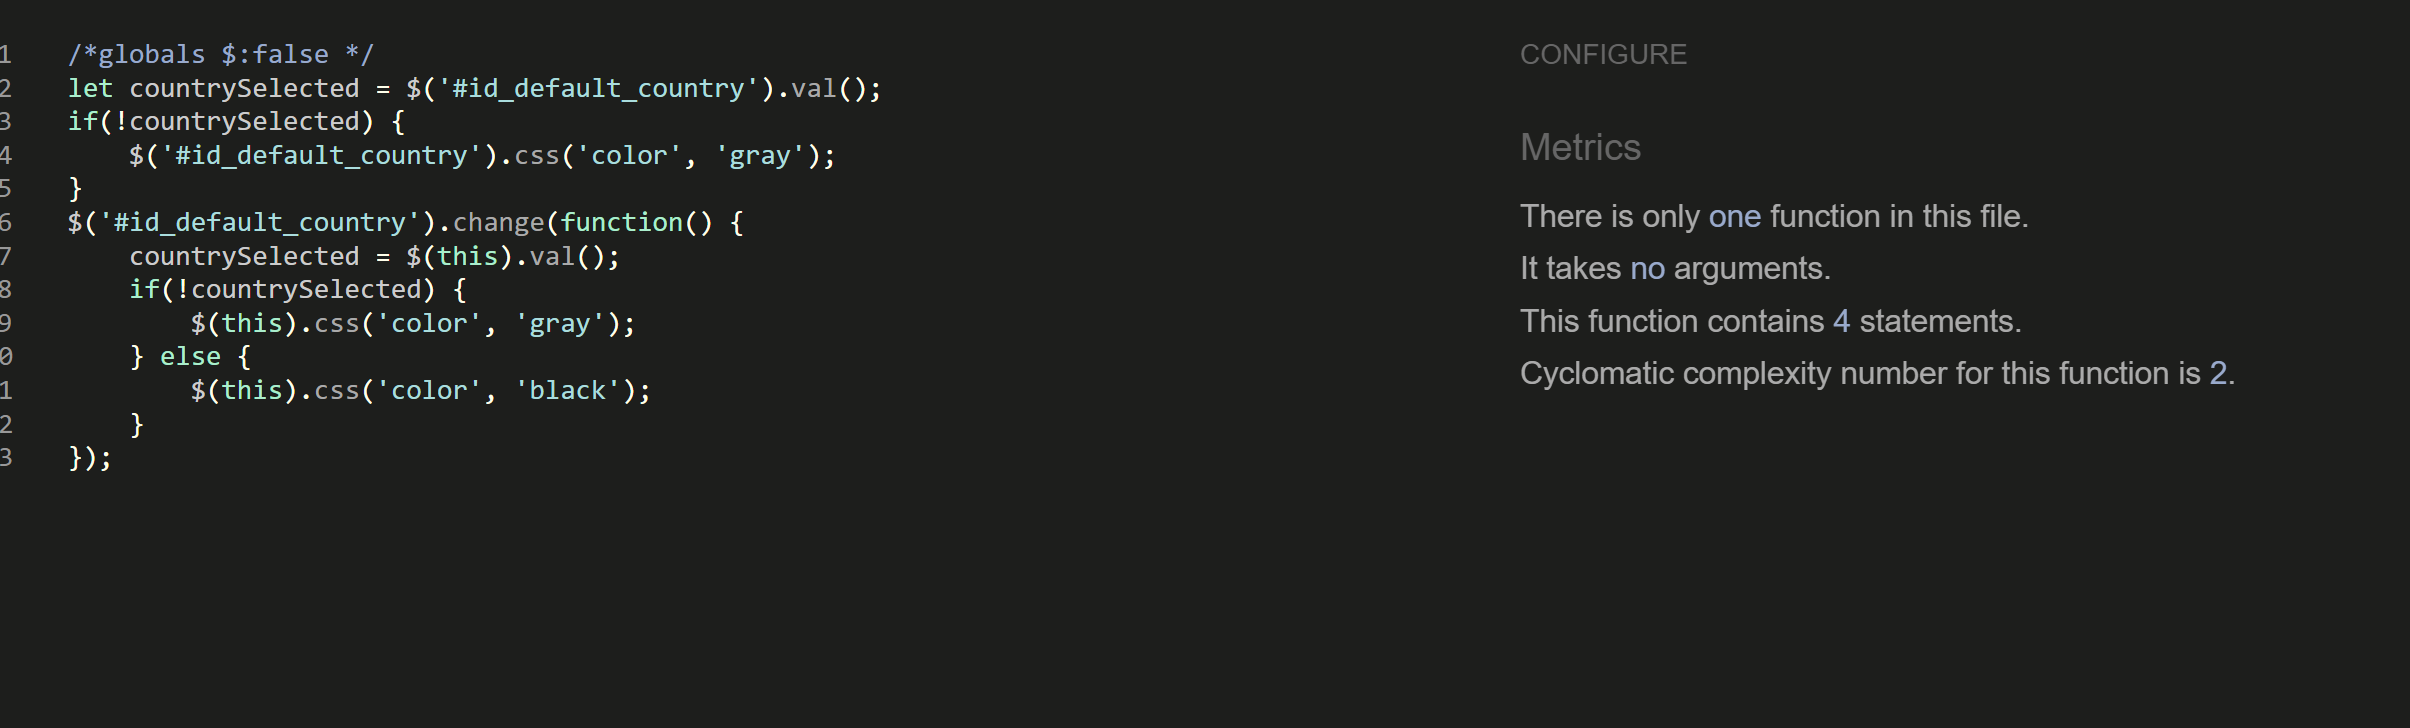 1 /*globals $:false */
2 let countrySelected = $('#id_default_country').val();
3 if(!countrySelected) {
4 $('#id_default_country').css('color', 'gray');
5 }
6 $('#id_default_country').change(function() {
7 countrySelected = $(this).val();
8 if(!countrySelected) {
9 $(this).css('color', 'gray');
0 } else {
1 $(this).css('color', 'black');
2 }
3 });
CONFIGURE
Metrics
There is only one function in this file.
It takes no arguments.
This function contains 4 statements.
Cyclomatic complexity number for this function is 2.